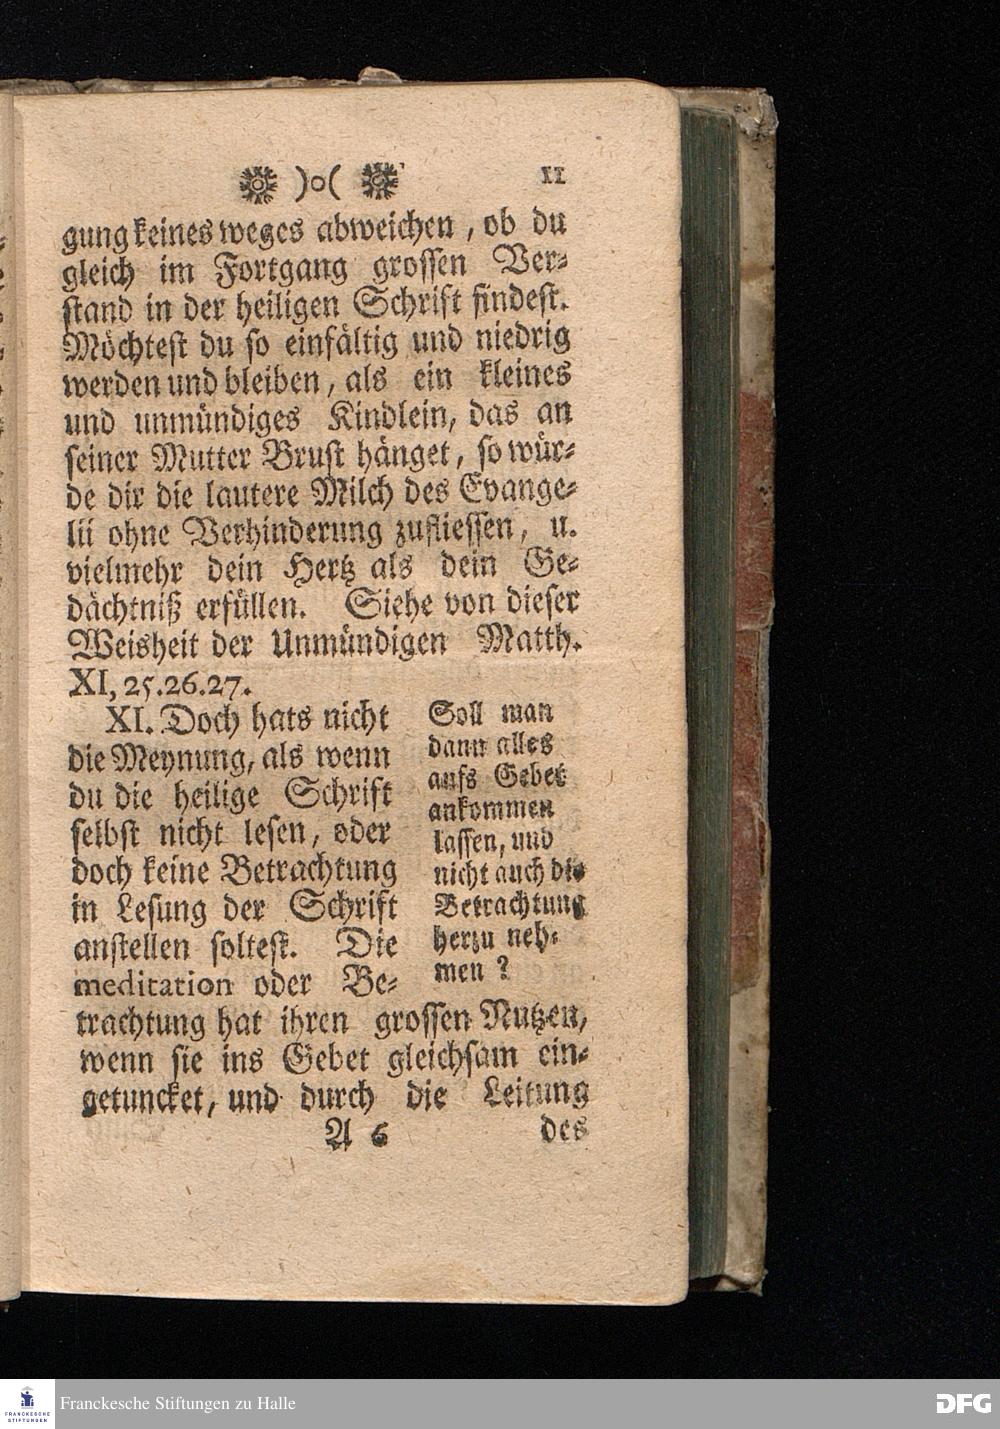 )o( 11
gung keines weges abweichen, ob du
gleich im Fortgang grossen Ver-
stand in der heiligen Schrift findest.
Möchtest du so einfältig und niedrig
werden und bleiben, als ein kleines
und unmündiges Kindlein, das an
seiner Mutter Brust hänget, so wür-
de dir die lautere Milch des Evange-
lii ohne Verhinderung zufliessen, u.
vielmehr dein Hertz als dein Ge-
dächtniß erfüllen. Siehe von dieser
Weisheit der Unmündigen Matth.
XI, 25.26.27.
XI. Doch hats nicht
die Meynung, als wenn
du die heilige Schrift
selbst nicht lesen, oder
doch keine Betrachtung
in Lesung der Schrift
anstellen soltest. Die
meditation oder Be-
trachtung hat ihren grossen Nutzen,
wenn sie ins Gebet gleichsam ein-
getuncket, und durch die Leitung
A 6 des
Soll man
dann alles
aufs Gebet
ankommen
lassen, und
nicht auch die
Betrachtung
herzu neh-
men ?
FRANCKESCHE
STIFTUNGEN
Franckesche Stiftungen zu Halle
DFG